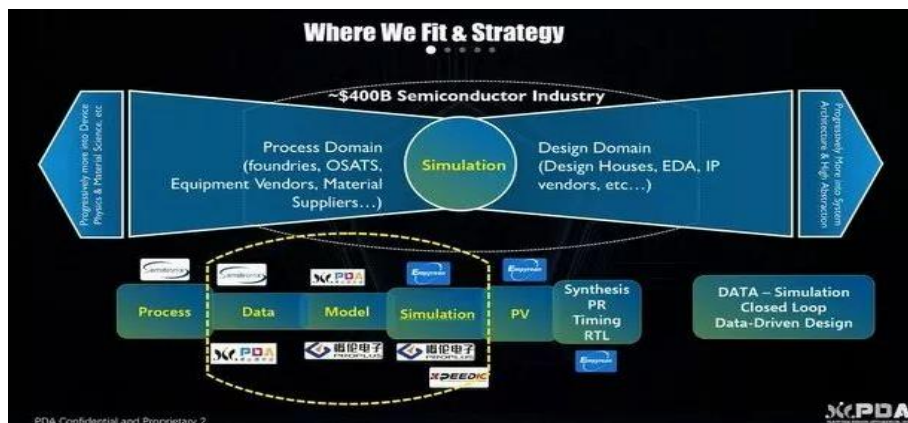 Where We Fit & Strategy
~$400B Semiconductor Industry
Progressively more into Device
Physics & Material Science, etc
Process Domain
(foundries, OSATS,
Equipment Vendors, Material
Suppliers...)
Simulation
Design Domain
(Design Houses, EDA, IP
vendors, etc...)
Progressively More into System
Architecture & High Abstraction
Empyrean
Empyrean
PDA
Process
Data
Model
Simulation
PV
Synthesis
PR
Timing
RTL
DATA – Simulation
Closed Loop
Data-Driven Design
PDA
概伦电子
PROPLUS
概伦电子
PROPLUS
XPEEDIC
Empyrean
PDA Confidential and Proprietary 2
PDA